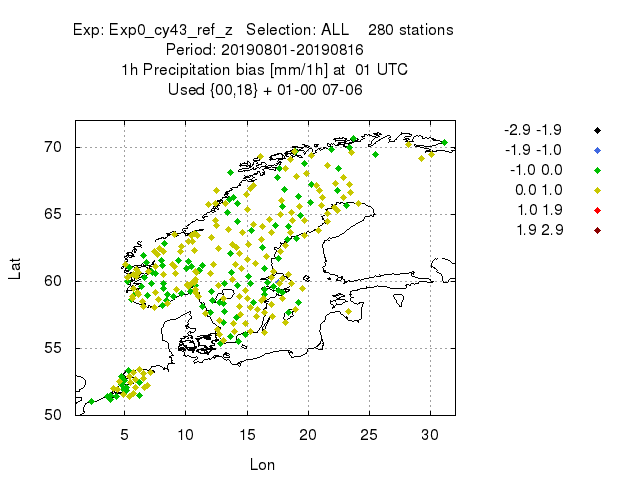 Exp: Exp0_cy43_ref_z   Selection: ALL    280 stations
Period: 20190801-20190816
1h Precipitation bias [mm/1h] at  01 UTC
Used {00,18} + 01-00 07-06
-2.9 -1.9
-1.9 -1.0
-1.0 0.0
0.0 1.0
1.0 1.9
1.9 2.9
70
65
60
55
50
Lat
5 10 15 20 25 30
Lon